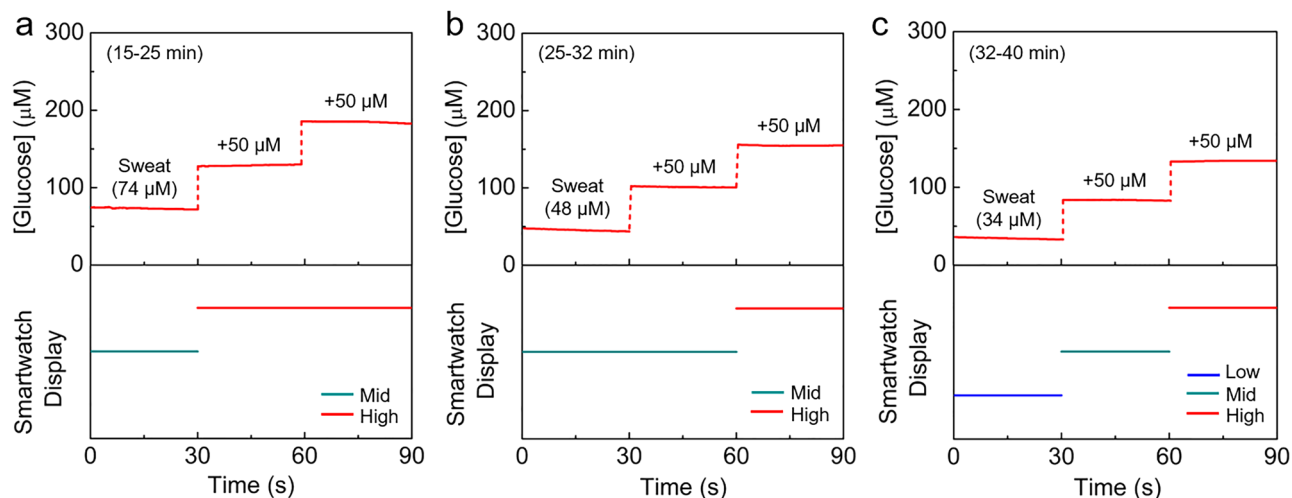 a
(15-25 min)
[Glucose] (μM)
300
200
100
0
Sweat
(74 μM)
+50 μM
+50 μM
Smartwatch
Display
Mid
High
0
30
60
90
Time (s)
b
(25-32 min)
[Glucose] (μM)
300
200
100
0
Sweat
(48 μM)
+50 μM
+50 μM
Smartwatch
Display
Mid
High
0
30
60
90
Time (s)
c
(32-40 min)
[Glucose] (μM)
300
200
100
0
Sweat
(34 μM)
+50 μM
+50 μM
Smartwatch
Display
Low
Mid
High
0
30
60
90
Time (s)